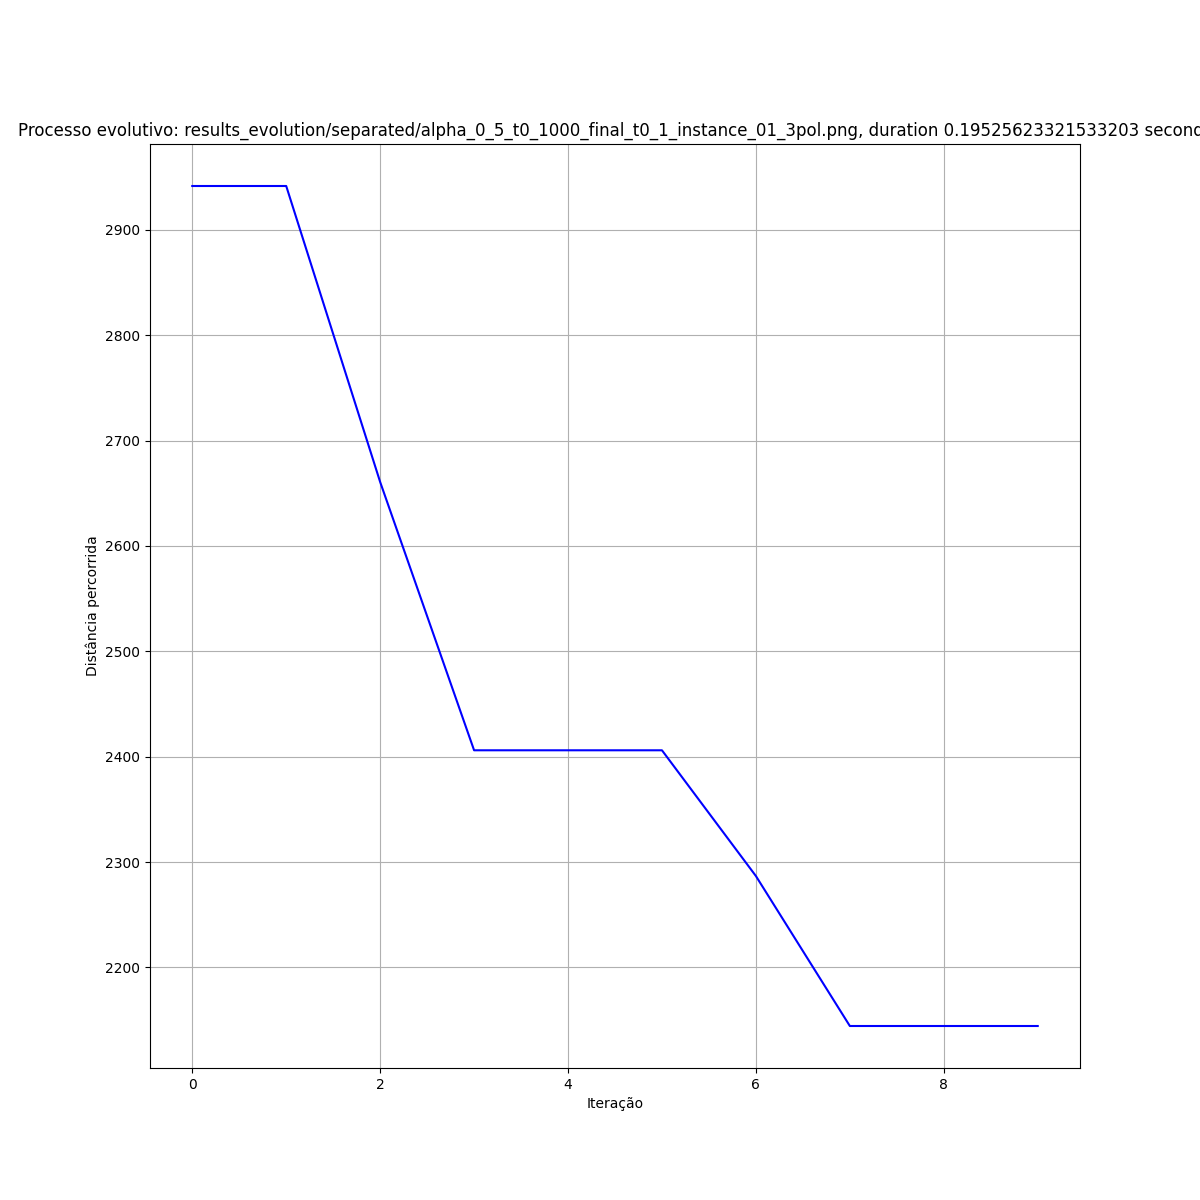 Processo evolutivo: results_evolution/separated/alpha_0_5_t0_1000_final_t0_1_instance_01_3pol.png, duration 0.19525623321533203 second
2900
2800
2700
2600
2500
2400
2300
2200
Distância percorrida
0 2 4 6 8
Iteração